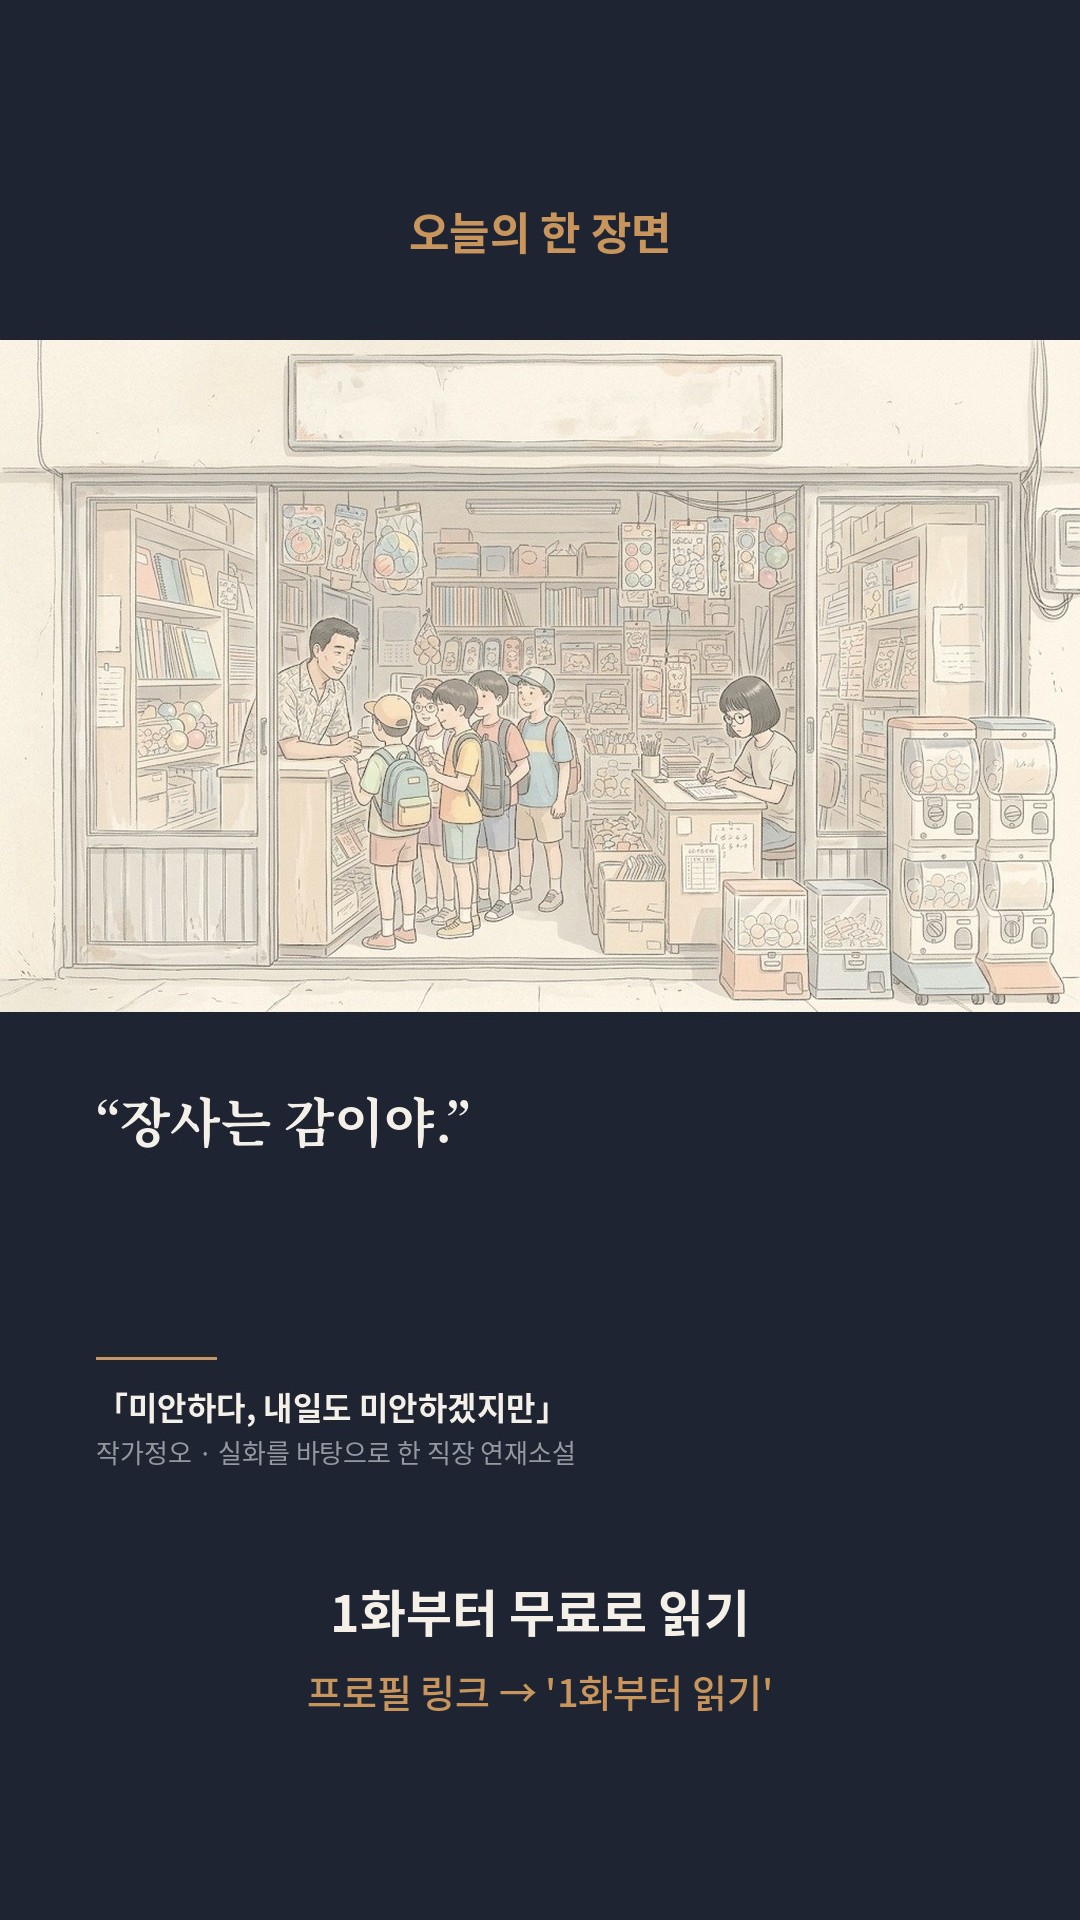 오늘의 한 장면
“장사는 감이야.”
「미안하다, 내일도 미안하겠지만」
작가정오 · 실화를 바탕으로 한 직장 연재소설
1화부터 무료로 읽기
프로필 링크 → '1화부터 읽기'